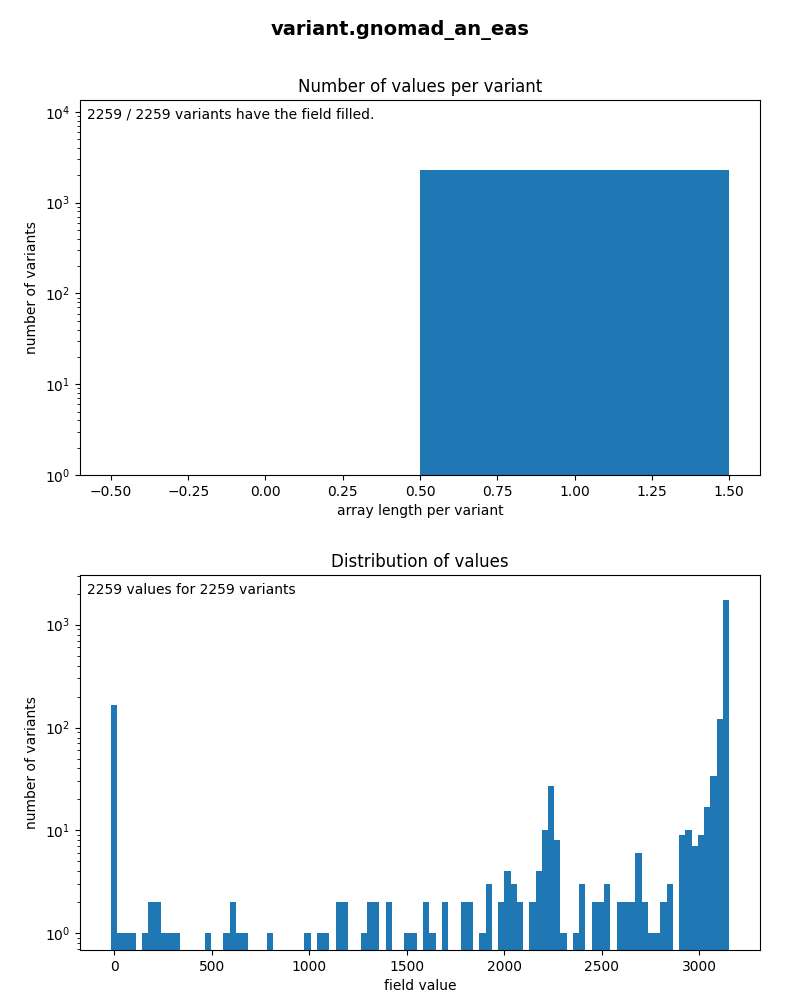 variant.gnomad_an_eas
Number of values per variant
2259 / 2259 variants have the field filled.
10⁴
10³
10²
10¹
10⁰
number of variants
−0.50 −0.25 0.00 0.25 0.50 0.75 1.00 1.25 1.50
array length per variant
Distribution of values
2259 values for 2259 variants
10³
10²
10¹
10⁰
number of variants
0 500 1000 1500 2000 2500 3000
field value